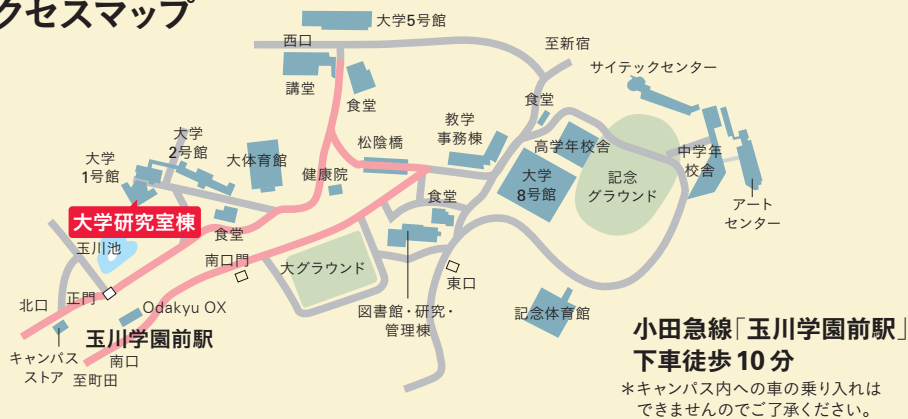 クセスマップ
大学5号館
西口
至新宿
講堂
食堂
サイテックセンター
食堂
教学
事務棟
松陰橋
高学年校舎
大学
2号館
大学
1号館
大体育館
健康院
大学
8号館
記念
グラウンド
中学年
校舎
アート
センター
大学研究室棟
食堂
食堂
玉川池
南口門
大グラウンド
東口
北口
正門
Odakyu OX
図書館・研究・
管理棟
記念体育館
玉川学園前駅
キャンパス
ストア
南口
至町田
小田急線「玉川学園前駅」
下車徒歩10分
＊キャンパス内への車の乗り入れは
できませんのでご了承ください。